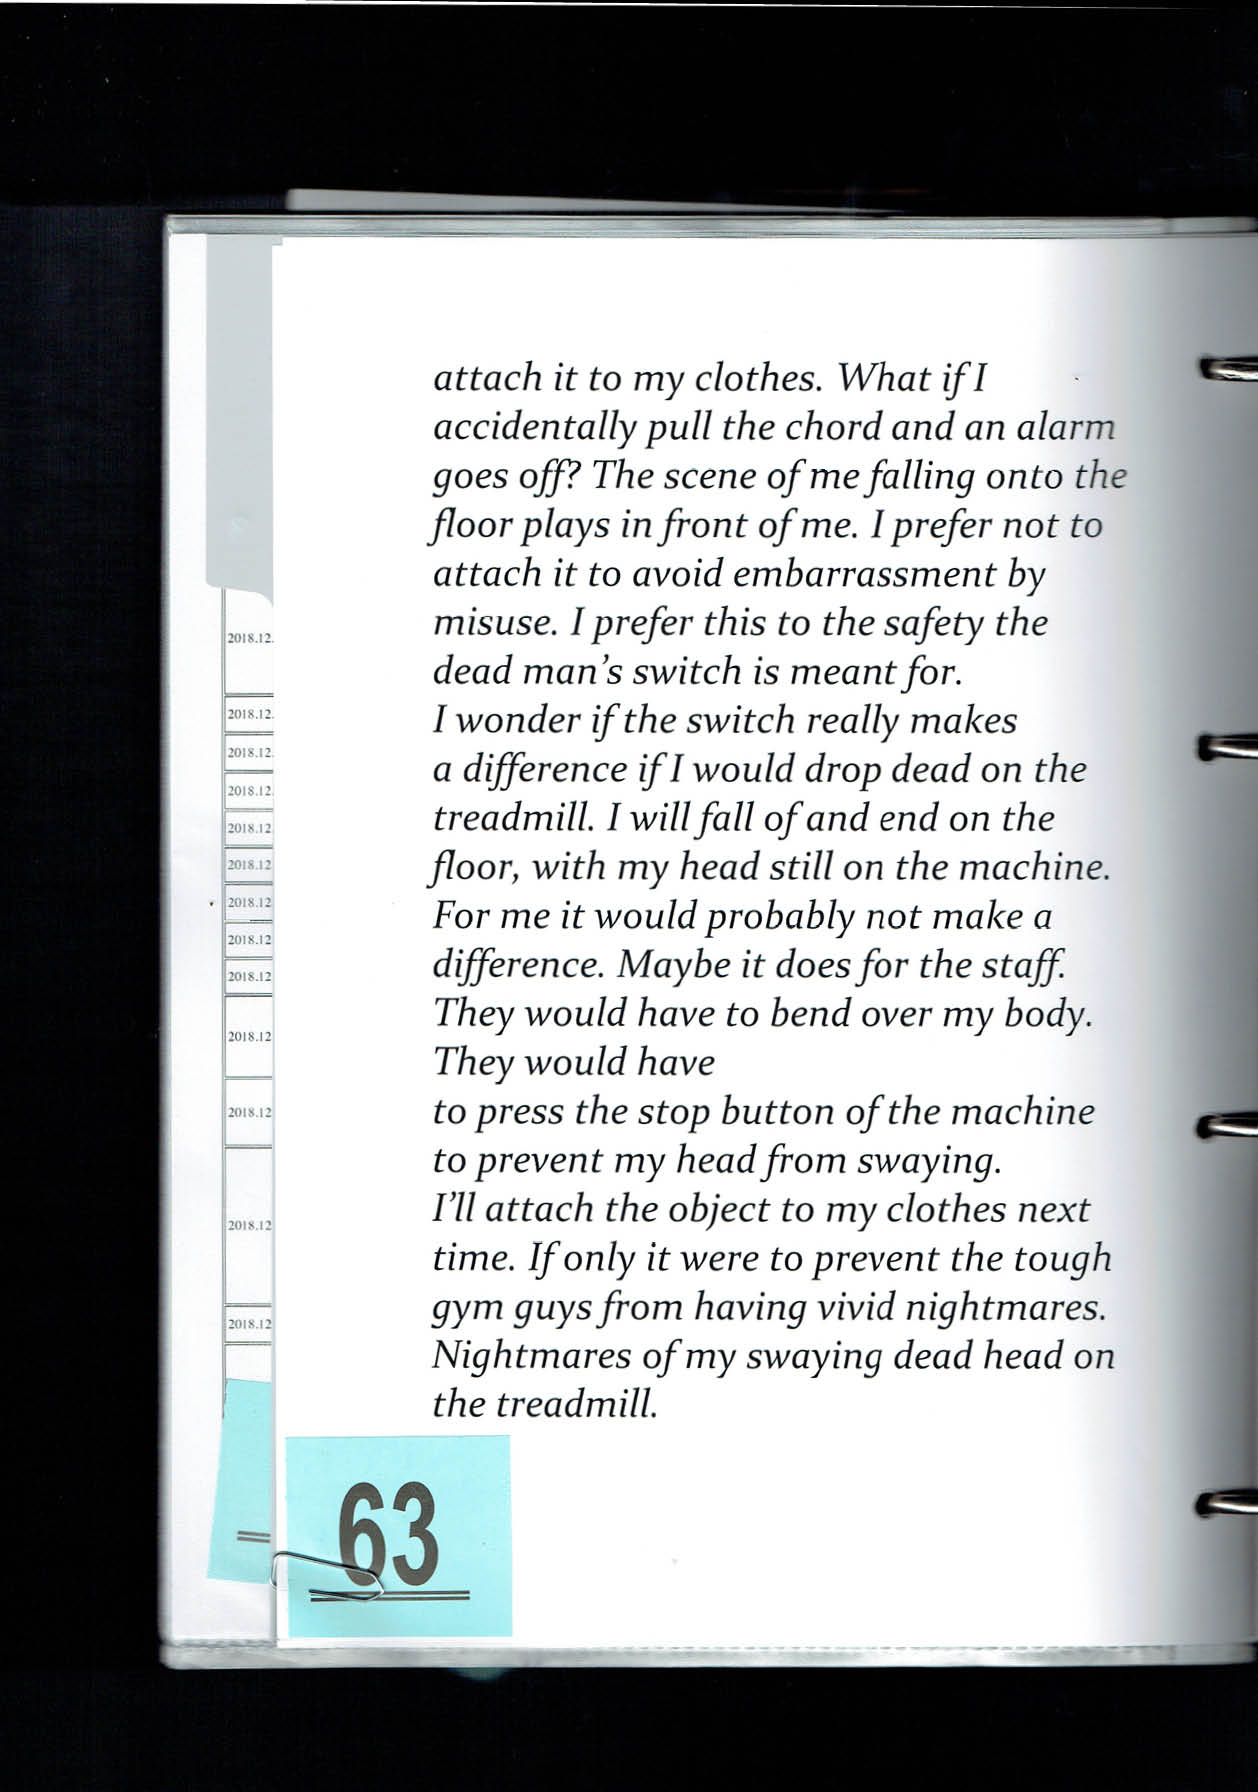 attach it to my clothes. What if I
accidentally pull the chord and an alarm
goes off? The scene of me falling onto the
floor plays in front of me. I prefer not to
attach it to avoid embarrassment by
misuse. I prefer this to the safety the
dead man's switch is meant for.
I wonder if the switch really makes
a difference if I would drop dead on the
treadmill. I will fall of and end on the
floor, with my head still on the machine.
For me it would probably not make a
difference. Maybe it does for the staff.
They would have to bend over my body.
They would have
to press the stop button of the machine
to prevent my head from swaying.
I'll attach the object to my clothes next
time. If only it were to prevent the tough
gym guys from having vivid nightmares.
Nightmares of my swaying dead head on
the treadmill.
2018.12.
2018.12.
2018.12.
2018.12.
2018.12
2018.12
2018.12
2018.12
2018.12
2018.12
2018.12
2018.12
2018.12
63